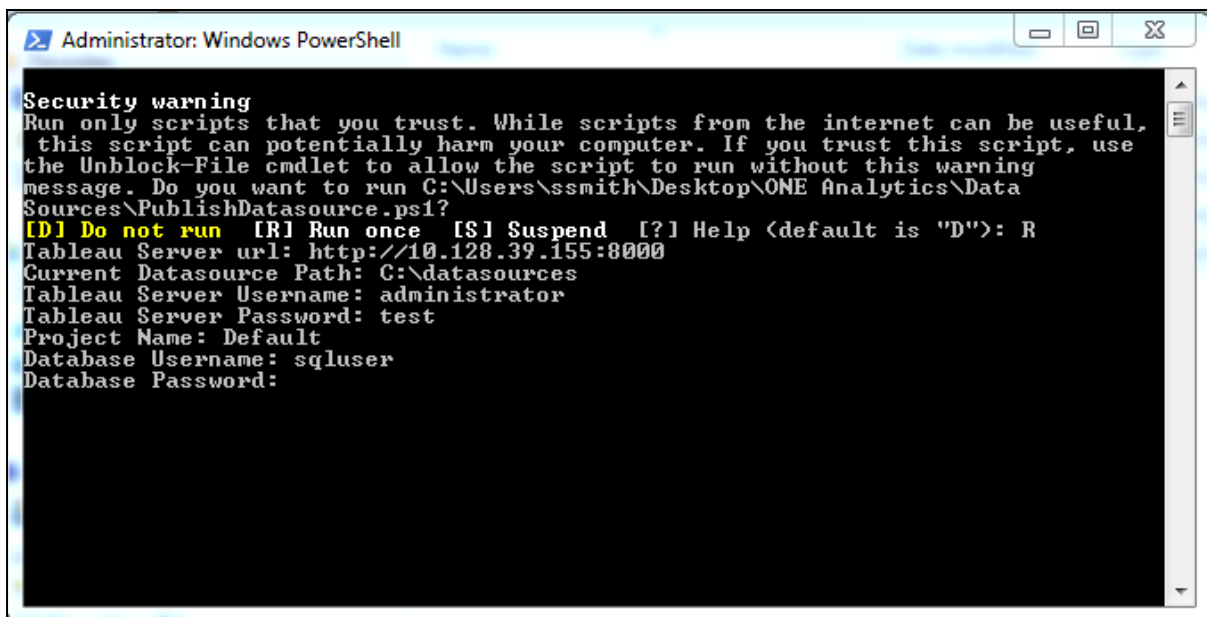 Administrator: Windows PowerShell
Security warning
Run only scripts that you trust. While scripts from the internet can be useful,
this script can potentially harm your computer. If you trust this script, use
the Unblock-File cmdlet to allow the script to run without this warning
message. Do you want to run C:\Users\ssmith\Desktop\ONE Analytics\Data
Sources\PublishDatasource.ps1?
[D] Do not run  [R] Run once  [S] Suspend  [?] Help (default is "D"): R
Tableau Server url: http://10.128.39.155:8000
Current Datasource Path: C:\datasources
Tableau Server Username: administrator
Tableau Server Password: test
Project Name: Default
Database Username: sqluser
Database Password: